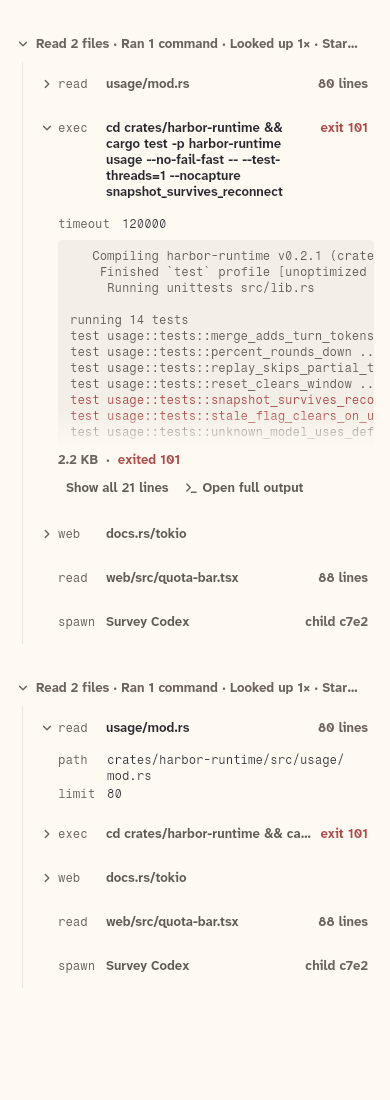 Read 2 files · Ran 1 command · Looked up 1× · Star…
read usage/mod.rs 80 lines
exec cd crates/harbor-runtime && exit 101
cargo test -p harbor-runtime
usage --no-fail-fast -- --test-
threads=1 --nocapture
snapshot_survives_reconnect
timeout 120000
Compiling harbor-runtime v0.2.1 (crate
Finished `test` profile [unoptimized
Running unittests src/lib.rs
running 14 tests
test usage::tests::merge_adds_turn_tokens
test usage::tests::percent_rounds_down ..
test usage::tests::replay_skips_partial_t
test usage::tests::reset_clears_window ..
test usage::tests::snapshot_survives_reco
test usage::tests::stale_flag_clears_on_u
test usage::tests::unknown_model_uses_def
2.2 KB · exited 101
Show all 21 lines >_ Open full output
web docs.rs/tokio
read web/src/quota-bar.tsx 88 lines
spawn Survey Codex child c7e2
Read 2 files · Ran 1 command · Looked up 1× · Star…
read usage/mod.rs 80 lines
path crates/harbor-runtime/src/usage/
mod.rs
limit 80
exec cd crates/harbor-runtime && ca… exit 101
web docs.rs/tokio
read web/src/quota-bar.tsx 88 lines
spawn Survey Codex child c7e2